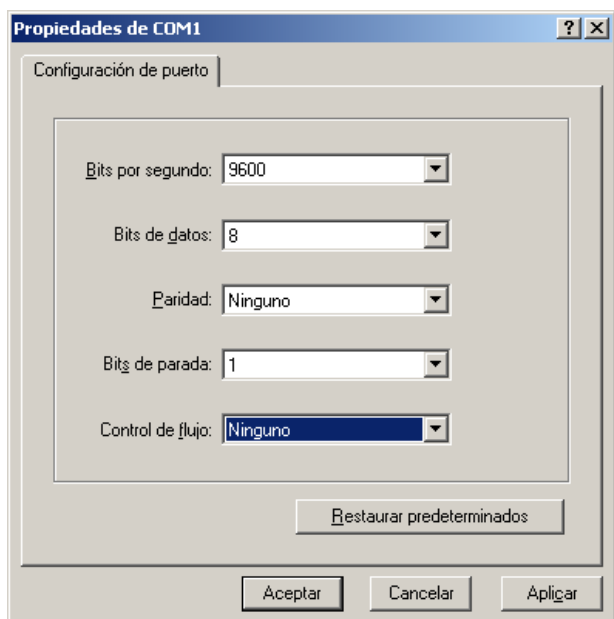 Propiedades de COM1
Configuración de puerto
Bits por segundo: 9600
Bits de datos: 8
Paridad: Ninguno
Bits de parada: 1
Control de flujo: Ninguno
Restaurar predeterminados
Aceptar Cancelar Aplicar